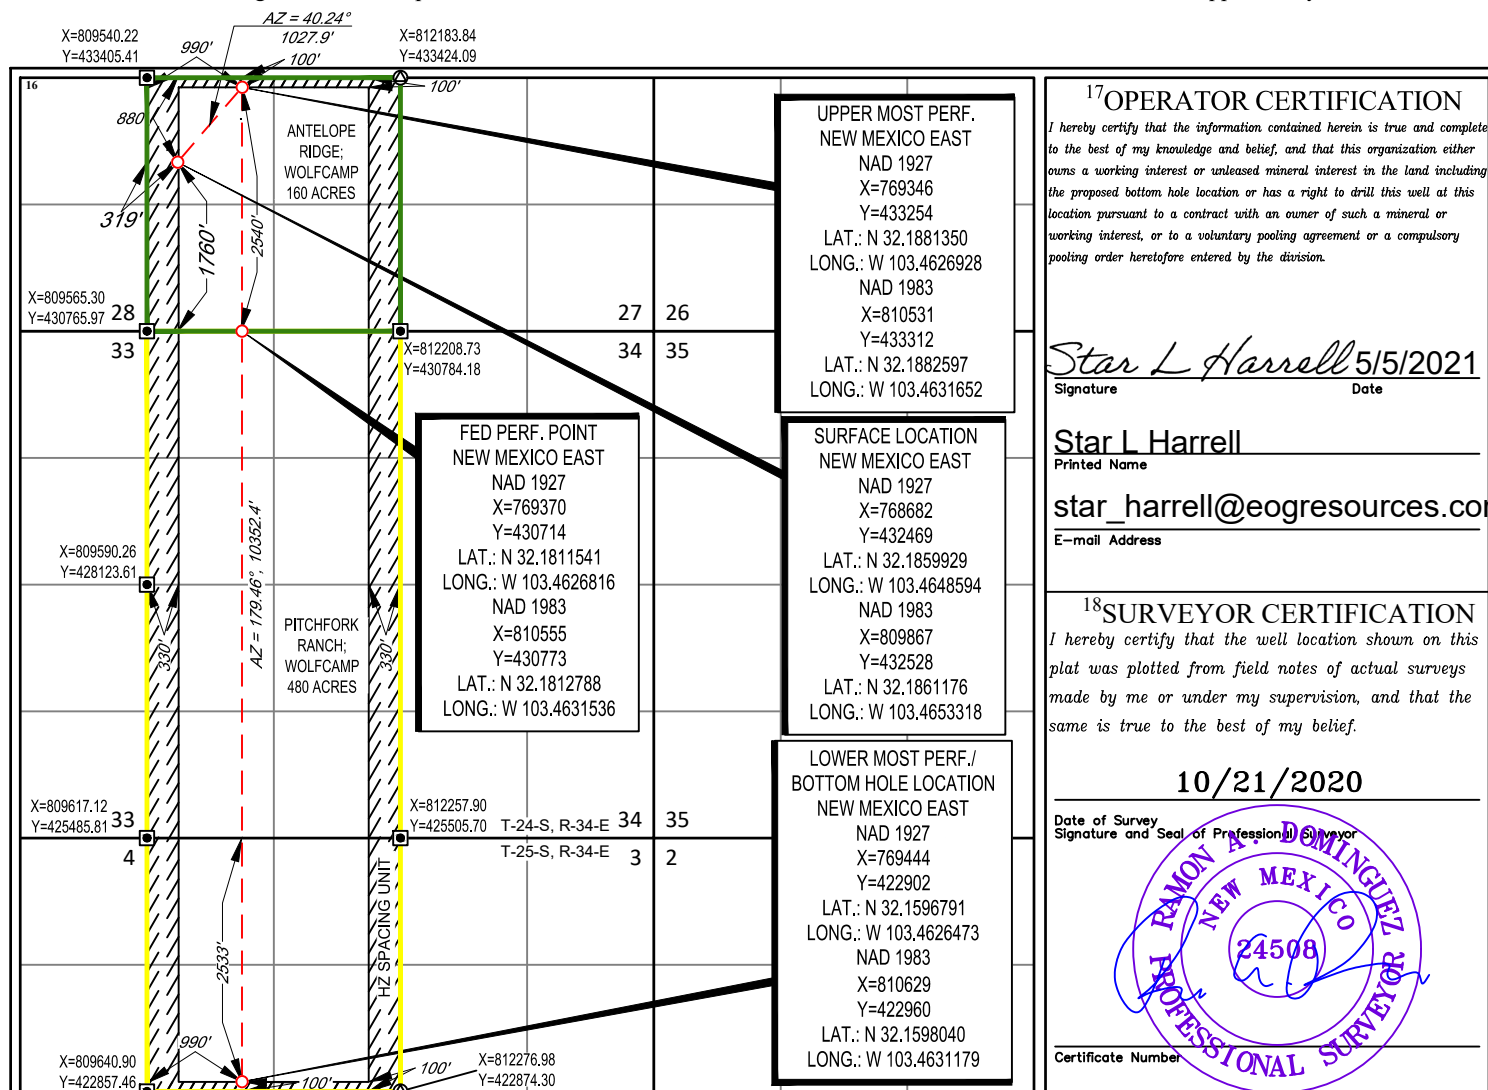 AZ = 40.24°
1027.9'
X=809540.22
Y=433405.41
990'
100'
X=812183.84
Y=433424.09
100'
16
880'
ANTELOPE
RIDGE;
WOLFCAMP
160 ACRES
319'
1760'
2540'
X=809565.30
Y=430765.97
28
27
26
33
34
35
X=812208.73
Y=430784.18
UPPER MOST PERF.
NEW MEXICO EAST
NAD 1927
X=769346
Y=433254
LAT.: N 32.1881350
LONG.: W 103.4626928
NAD 1983
X=810531
Y=433312
LAT.: N 32.1882597
LONG.: W 103.4631652
FED PERF. POINT
NEW MEXICO EAST
NAD 1927
X=769370
Y=430714
LAT.: N 32.1811541
LONG.: W 103.4626816
NAD 1983
X=810555
Y=430773
LAT.: N 32.1812788
LONG.: W 103.4631536
SURFACE LOCATION
NEW MEXICO EAST
NAD 1927
X=768682
Y=432469
LAT.: N 32.1859929
LONG.: W 103.4648594
NAD 1983
X=809867
Y=432528
LAT.: N 32.1861176
LONG.: W 103.4653318
X=809590.26
Y=428123.61
330'
AZ = 179.46°, 10352.4'
PITCHFORK
RANCH;
WOLFCAMP
480 ACRES
330'
LOWER MOST PERF./
BOTTOM HOLE LOCATION
NEW MEXICO EAST
NAD 1927
X=769444
Y=422902
LAT.: N 32.1596791
LONG.: W 103.4626473
NAD 1983
X=810629
Y=422960
LAT.: N 32.1598040
LONG.: W 103.4631179
X=809617.12
Y=425485.81
33
X=812257.90
Y=425505.70
T-24-S, R-34-E
34
35
4
T-25-S, R-34-E
3
2
2533'
HZ SPACING UNIT
990'
X=809640.90
Y=422857.46
100'
100'
X=812276.98
Y=422874.30
17OPERATOR CERTIFICATION
I hereby certify that the information contained herein is true and complete
to the best of my knowledge and belief, and that this organization either
owns a working interest or unleased mineral interest in the land including
the proposed bottom hole location or has a right to drill this well at this
location pursuant to a contract with an owner of such a mineral or
working interest, or to a voluntary pooling agreement or a compulsory
pooling order heretofore entered by the division.
Star L Harrell 5/5/2021
Signature Date
Star L Harrell
Printed Name
star_harrell@eogresources.co
E-mail Address
18SURVEYOR CERTIFICATION
I hereby certify that the well location shown on this
plat was plotted from field notes of actual surveys
made by me or under my supervision, and that the
same is true to the best of my belief.
10/21/2020
Date of Survey
Signature and Seal of Professional Surveyor
RAMON A. DOMINGUEZ
NEW MEXICO
24508
PROFESSIONAL SURVEYOR
Certificate Number